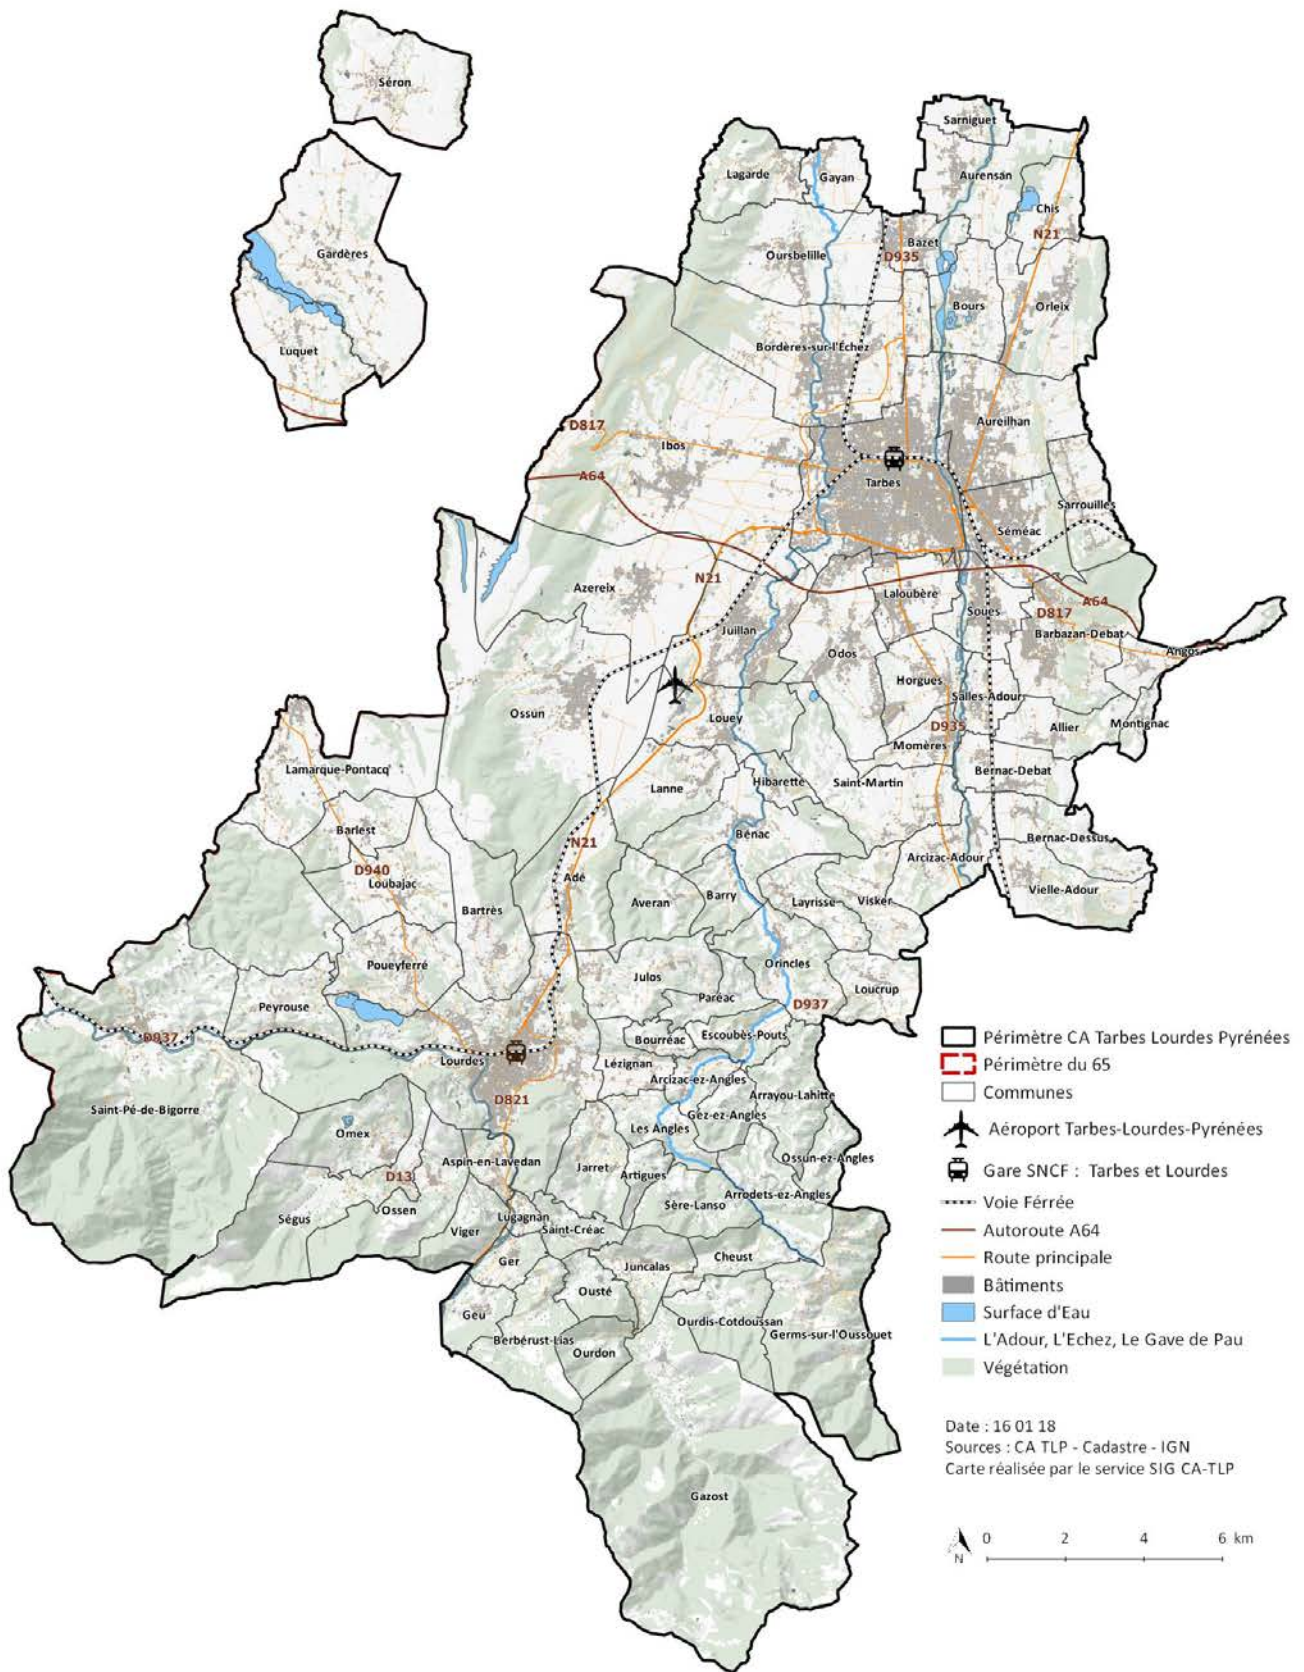 Séron
Sarniguet
Lagarde
Gayan
Aurensan
Chis
N21
Gardères
Oursbelille
Bazet
D935
Bours
Orleix
Luquet
Bordères-sur-l'Échez
D817
Ibos
Aureilhan
A64
Tarbes
Sarrouilles
Séméac
N21
Azereix
Laloubère
Soues
A64
D817
Juillan
Barbazan-Debat
Odos
Angos
Horgues
Salles-Adour
Ossun
Louey
D935
Allier
Montignac
Momères
Lamarque-Pontacq
Bernac-Debat
Lanne
Hibarette
Saint-Martin
Barlest
Bénac
Bernac-Dessus
N21
Arcizac-Adour
D940
Loubajac
Adé
Vielle-Adour
Averan
Barry
Layrisse
Visker
Bartrès
Poueyferré
Julos
Orincles
Loucrup
Peyrouse
Paréac
D937
D937
Bourréac
Escoubès-Pouts
Lourdes
Lézignan
Arcizac-ez-Angles
D821
Arrayou-Lahitte
Saint-Pé-de-Bigorre
Gez-ez-Angles
Omex
Les Angles
Aspin-en-Lavedan
Jarret
Ossun-ez-Angles
D13
Artigues
Arrodets-ez-Angles
Ossen
Sère-Lanso
Ségus
Lugagnan
Viger
Saint-Créac
Ger
Juncalas
Cheust
Ousté
Geu
Ourdis-Cotdoussan
Berbérust-Lias
Germs-sur-l'Oussouet
Ourdon
Gazost
Périmètre CA Tarbes Lourdes Pyrénées
Périmètre du 65
Communes
Aéroport Tarbes-Lourdes-Pyrénées
Gare SNCF : Tarbes et Lourdes
Voie Férrée
Autoroute A64
Route principale
Bâtiments
Surface d'Eau
L'Adour, L'Echez, Le Gave de Pau
Végétation
Date : 16 01 18
Sources : CA TLP - Cadastre - IGN
Carte réalisée par le service SIG CA-TLP
N
0 2 4 6 km